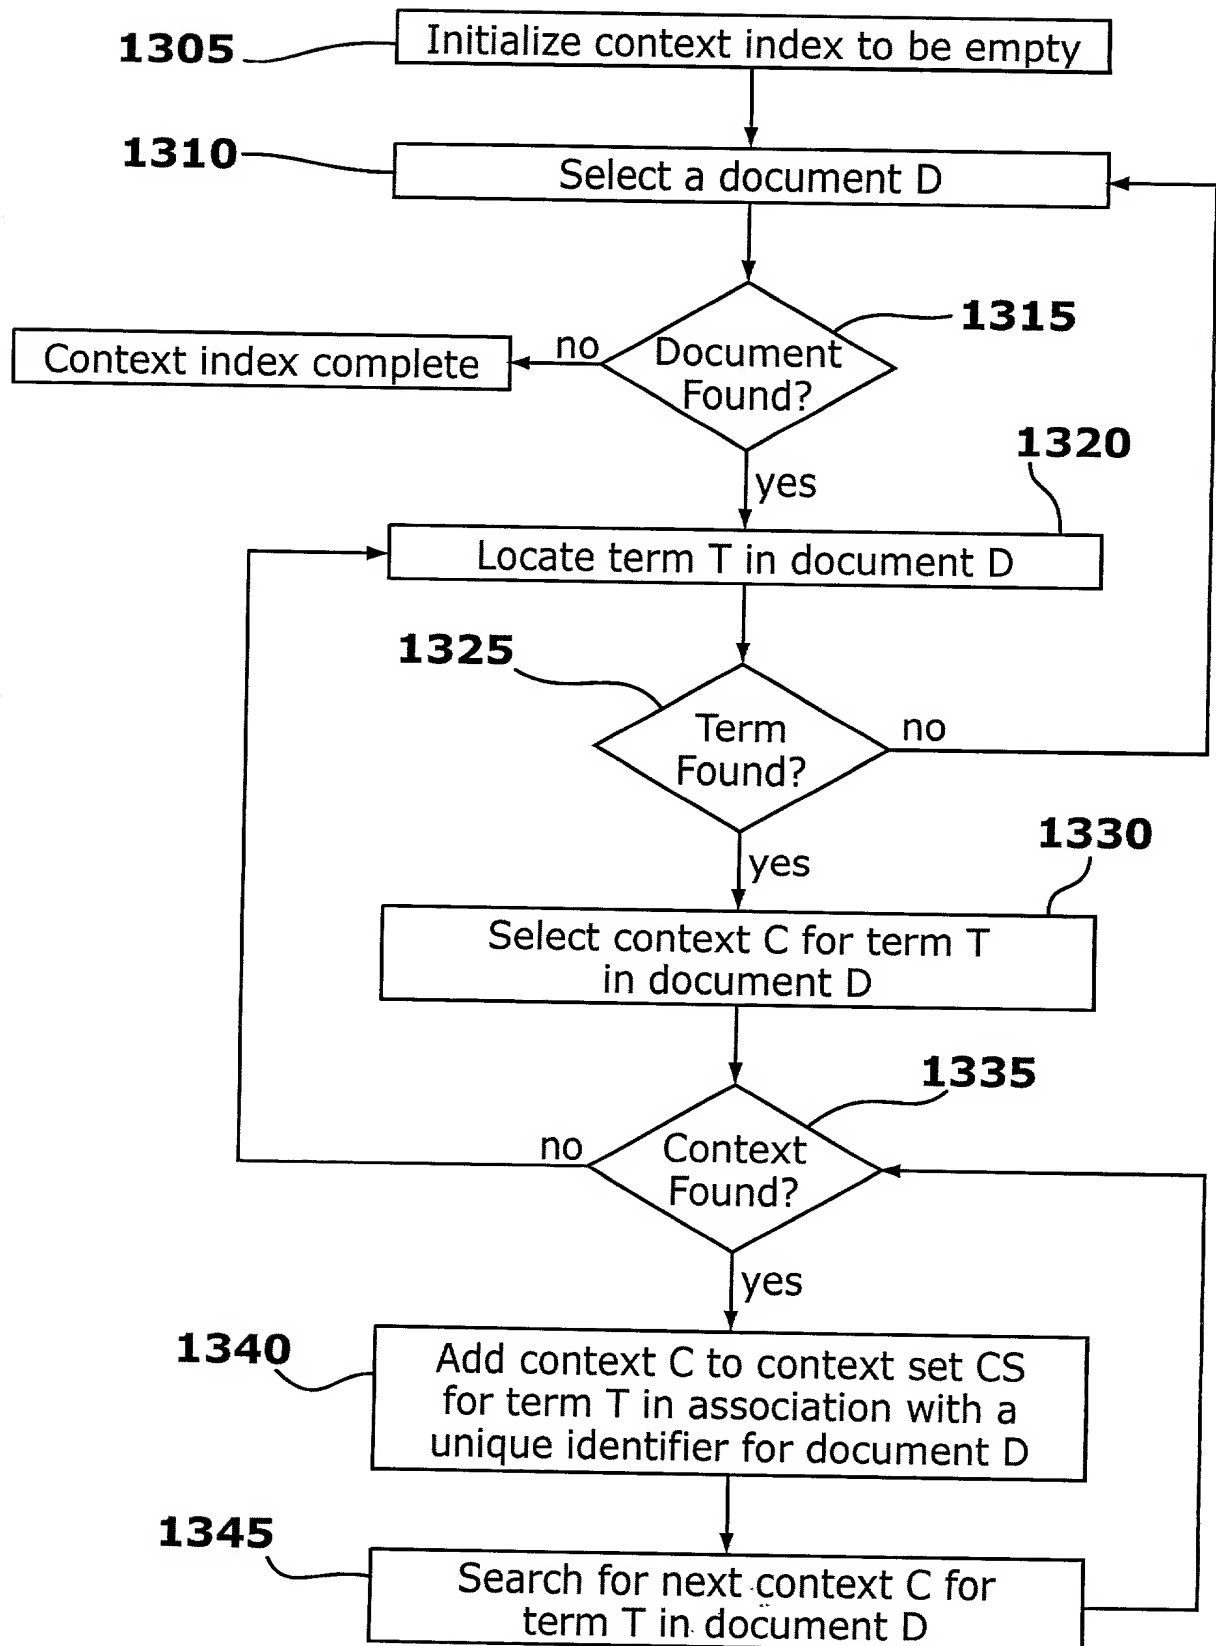 1305
Initialize context index to be empty
1310
Select a document D
1315
Document
Found?
no
Context index complete
yes
1320
Locate term T in document D
1325
Term
Found?
no
yes
1330
Select context C for term T
in document D
1335
Context
Found?
no
yes
1340
Add context C to context set CS
for term T in association with a
unique identifier for document D
1345
Search for next context C for
term T in document D